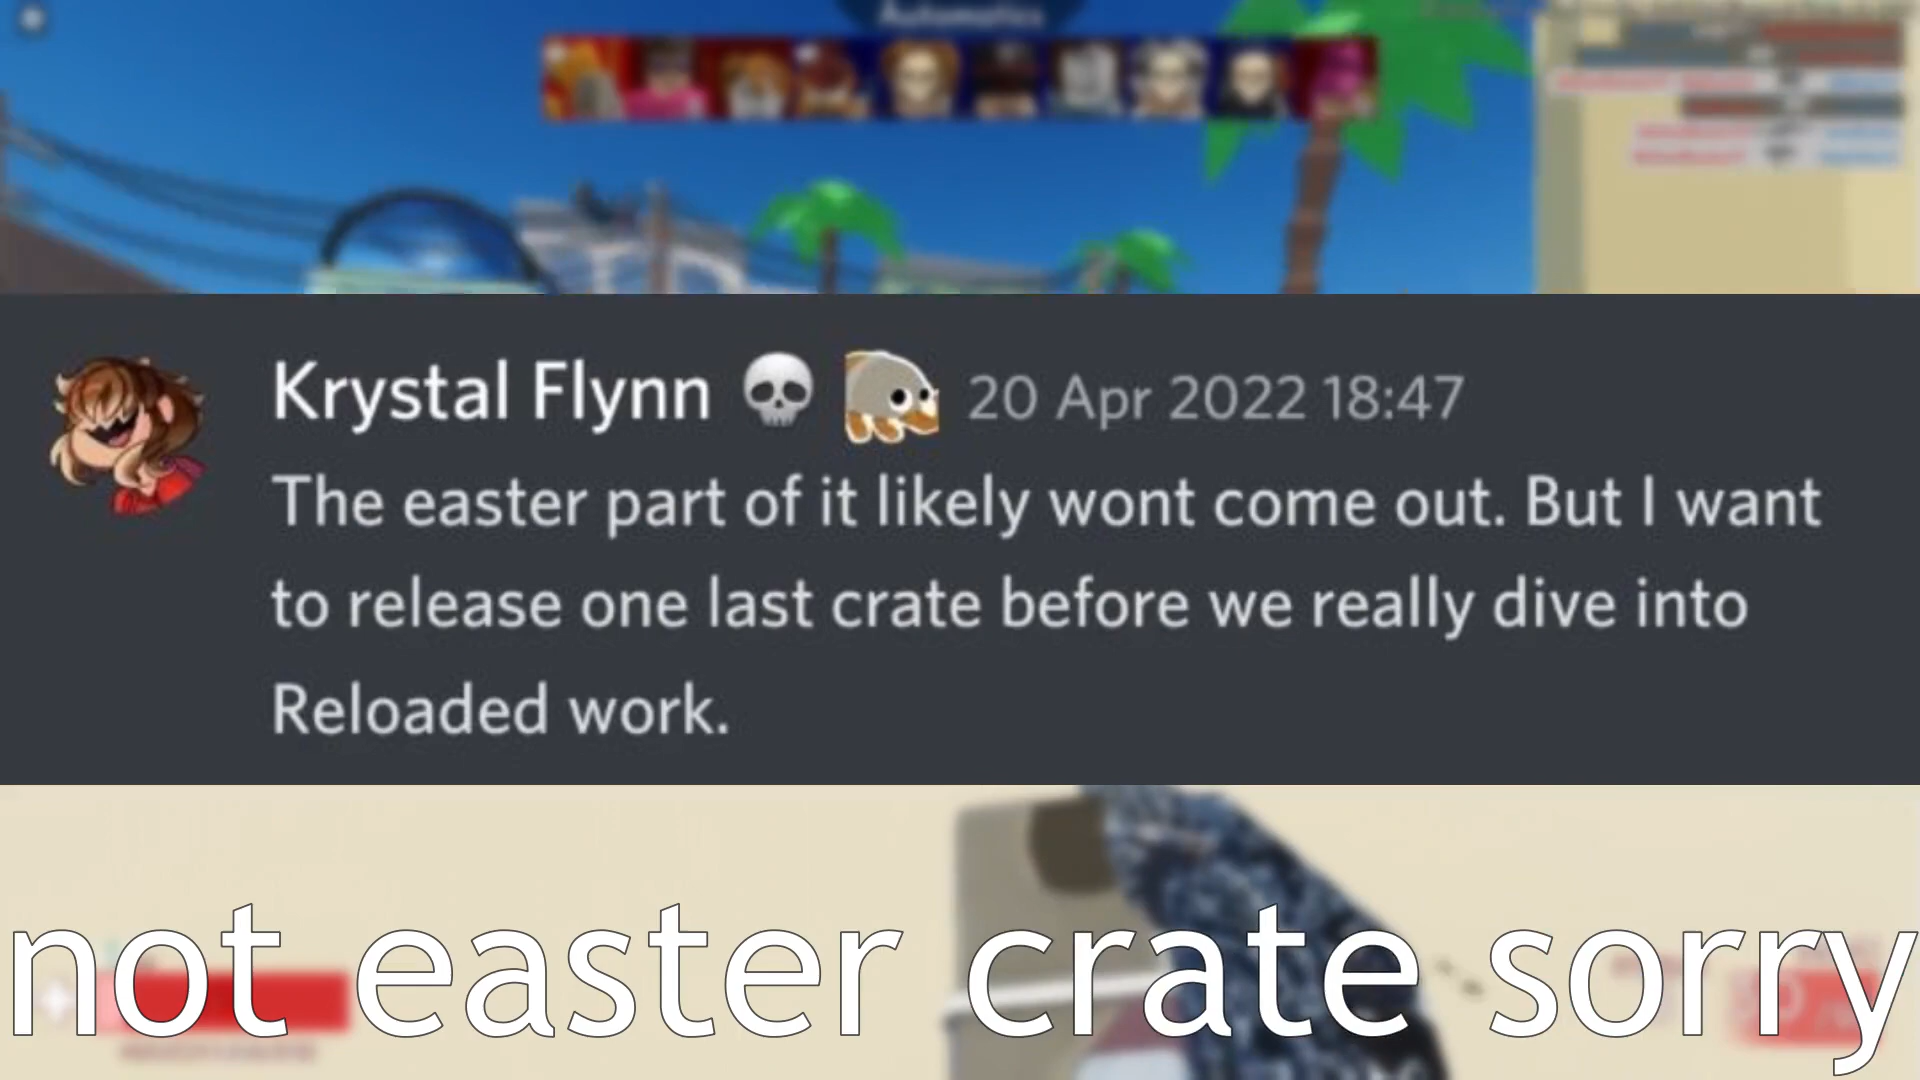 Automatics
Krystal Flynn 20 Apr 2022 18:47
The easter part of it likely wont come out. But I want
to release one last crate before we really dive into
Reloaded work.
not easter crate sorry